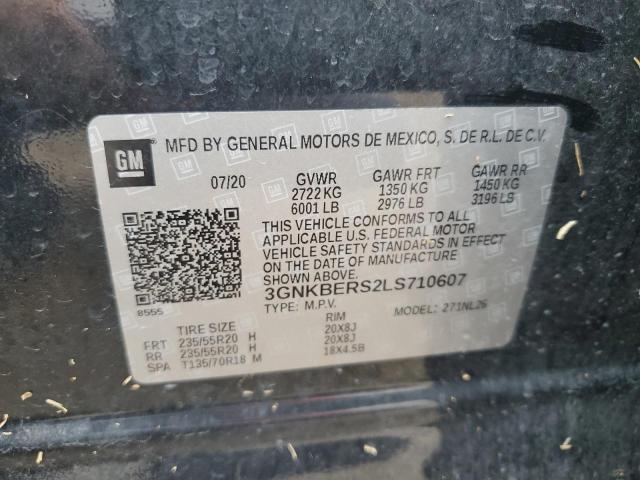 GM MFD BY GENERAL MOTORS DE MEXICO, S. DE R.L. DE C.V.
07/20 GVWR GAWR FRT GAWR RR
2722 KG 1350 KG 1450 KG
6001 LB 2976 LB 3196 LB
THIS VEHICLE CONFORMS TO ALL
APPLICABLE U.S. FEDERAL MOTOR
VEHICLE SAFETY STANDARDS IN EFFECT
ON THE DATE OF MANUFACTURE
SHOWN ABOVE.
3GNKBERS2LS710607
8555 TYPE: M.P.V. MODEL: 271NL26
TIRE SIZE RIM
FRT 235/55R20 H 20X8J
RR 235/55R20 H 20X8J
SPA T135/70R18 M 18X4.5B